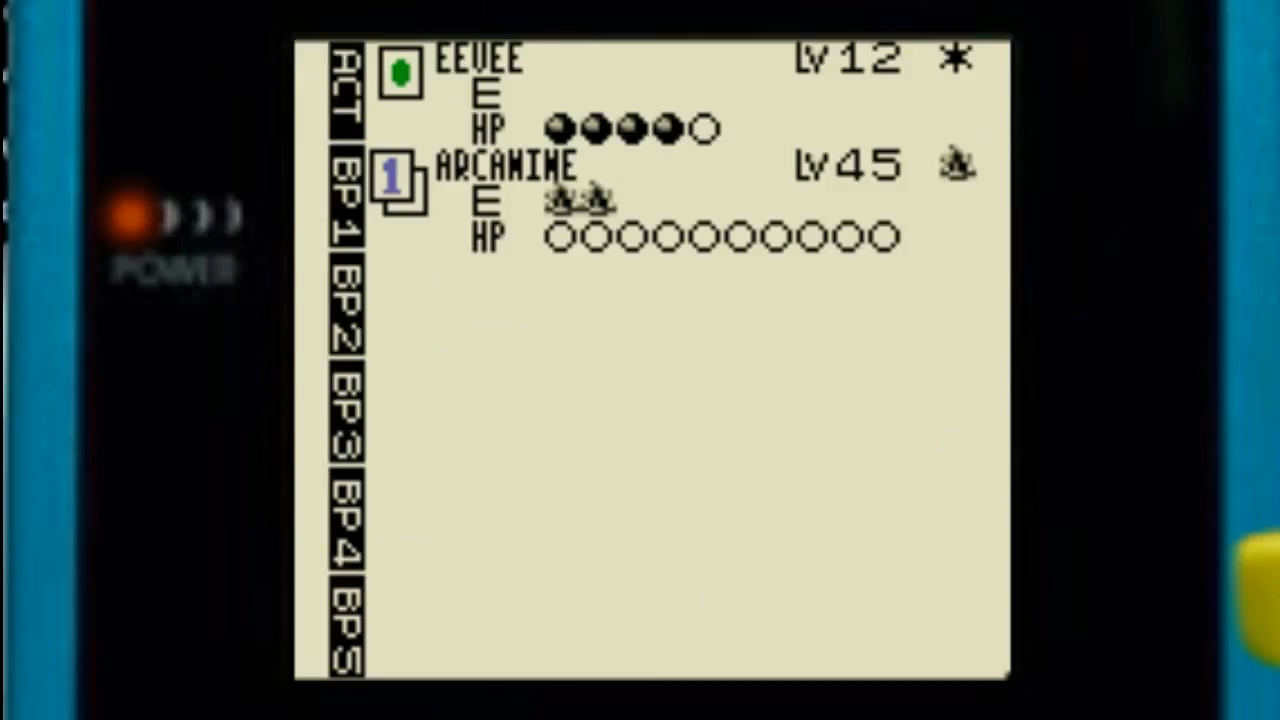 ACT
EEVEE Lv12
E
HP
BP1
1 ARCANINE Lv45
E
HP
BP2
BP3
BP4
BP5
POWER